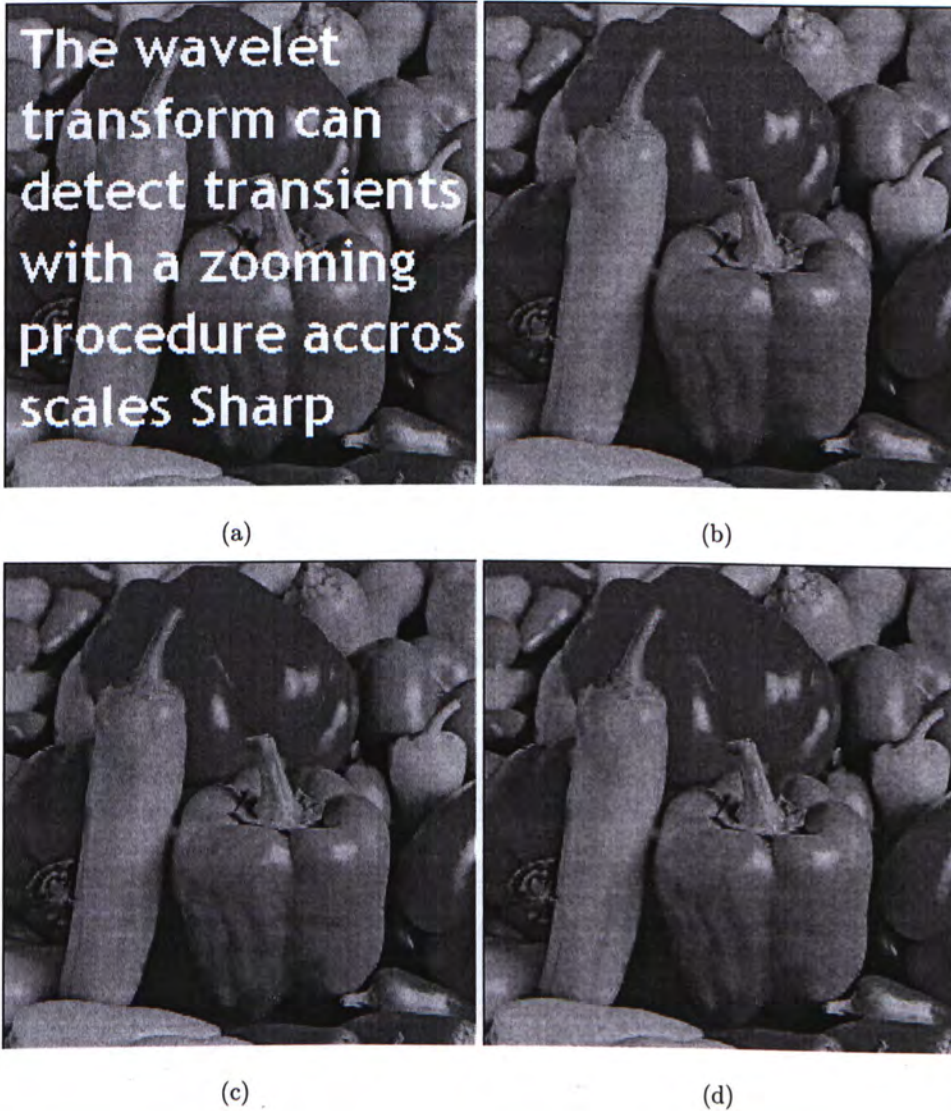 The wavelet
transform can
detect transients
with a zooming
procedure accros
scales Sharp
(a)
(b)
(c)
(d)